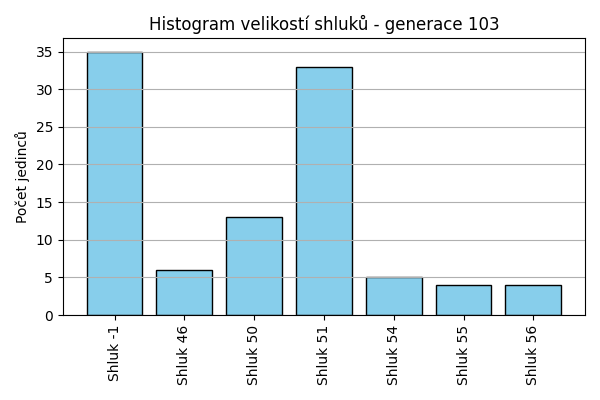 Histogram velikostí shluků - generace 103
Počet jedinců
35
30
25
20
15
10
5
0
Shluk -1
Shluk 46
Shluk 50
Shluk 51
Shluk 54
Shluk 55
Shluk 56